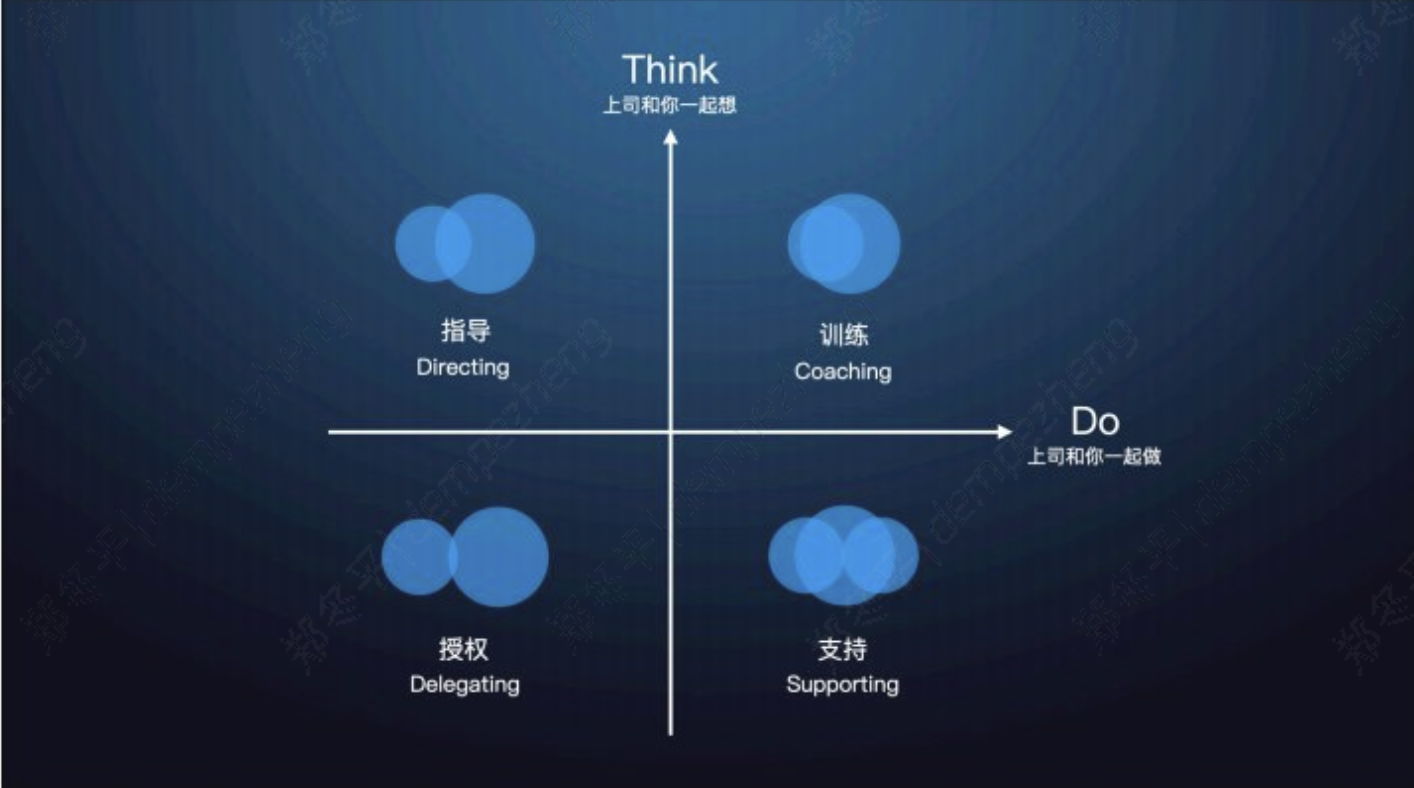 Think
上司和你一起想
指导
Directing
训练
Coaching
Do
上司和你一起做
授权
Delegating
支持
Supporting